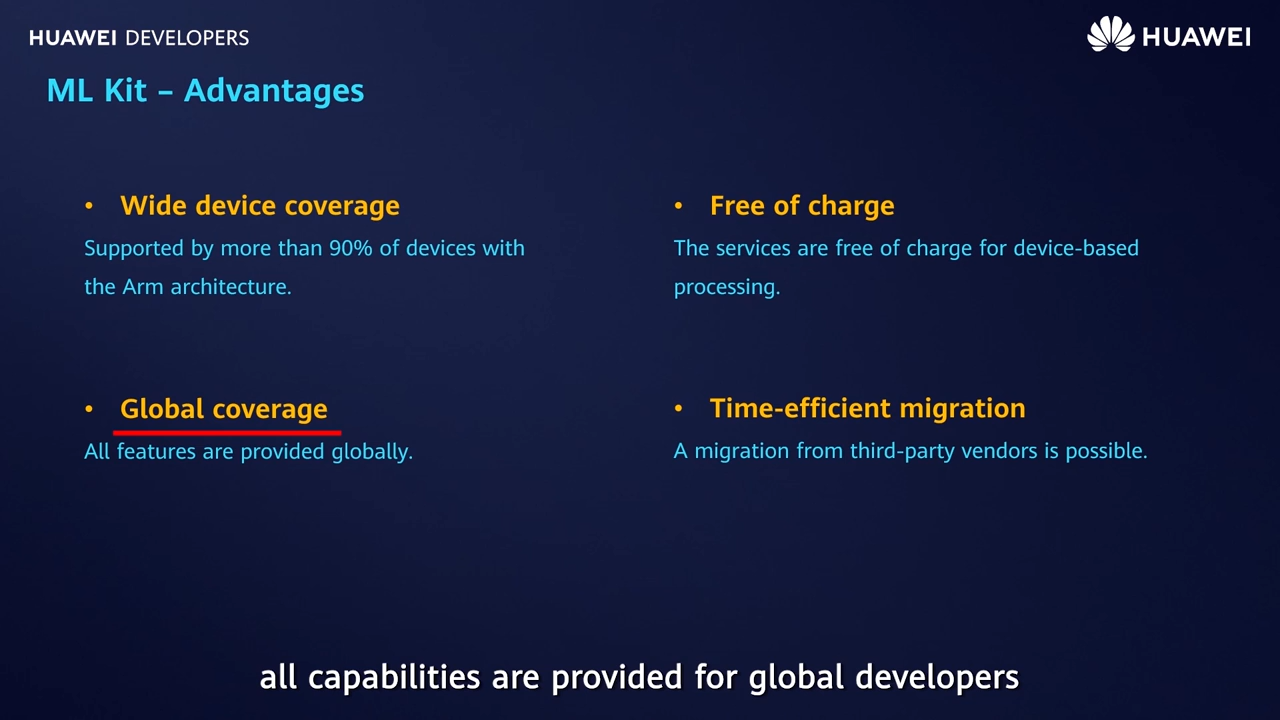 HUAWEI DEVELOPERS
HUAWEI
ML Kit – Advantages
• Wide device coverage
Supported by more than 90% of devices with
the Arm architecture.
• Free of charge
The services are free of charge for device-based
processing.
• Global coverage
All features are provided globally.
• Time-efficient migration
A migration from third-party vendors is possible.
all capabilities are provided for global developers